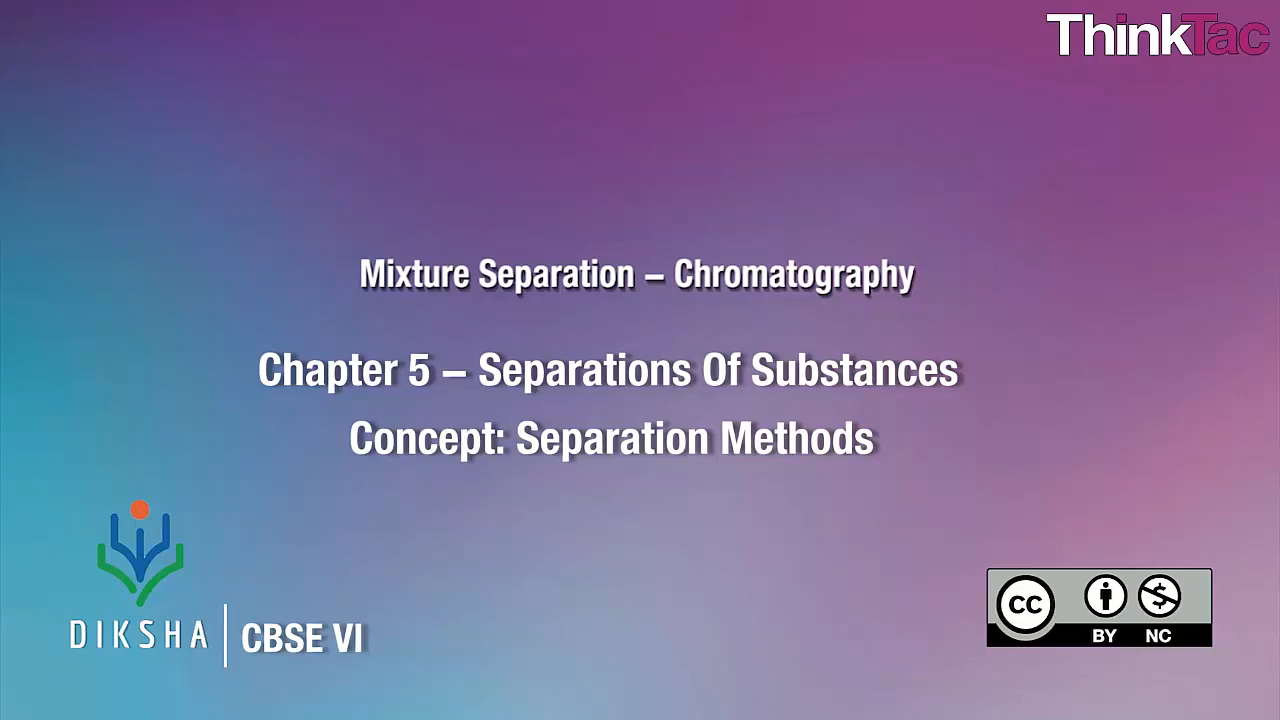 ThinkTac
Mixture Separation – Chromatography
Chapter 5 – Separations Of Substances
Concept: Separation Methods
DIKSHA
CBSE VI
CC
BY NC